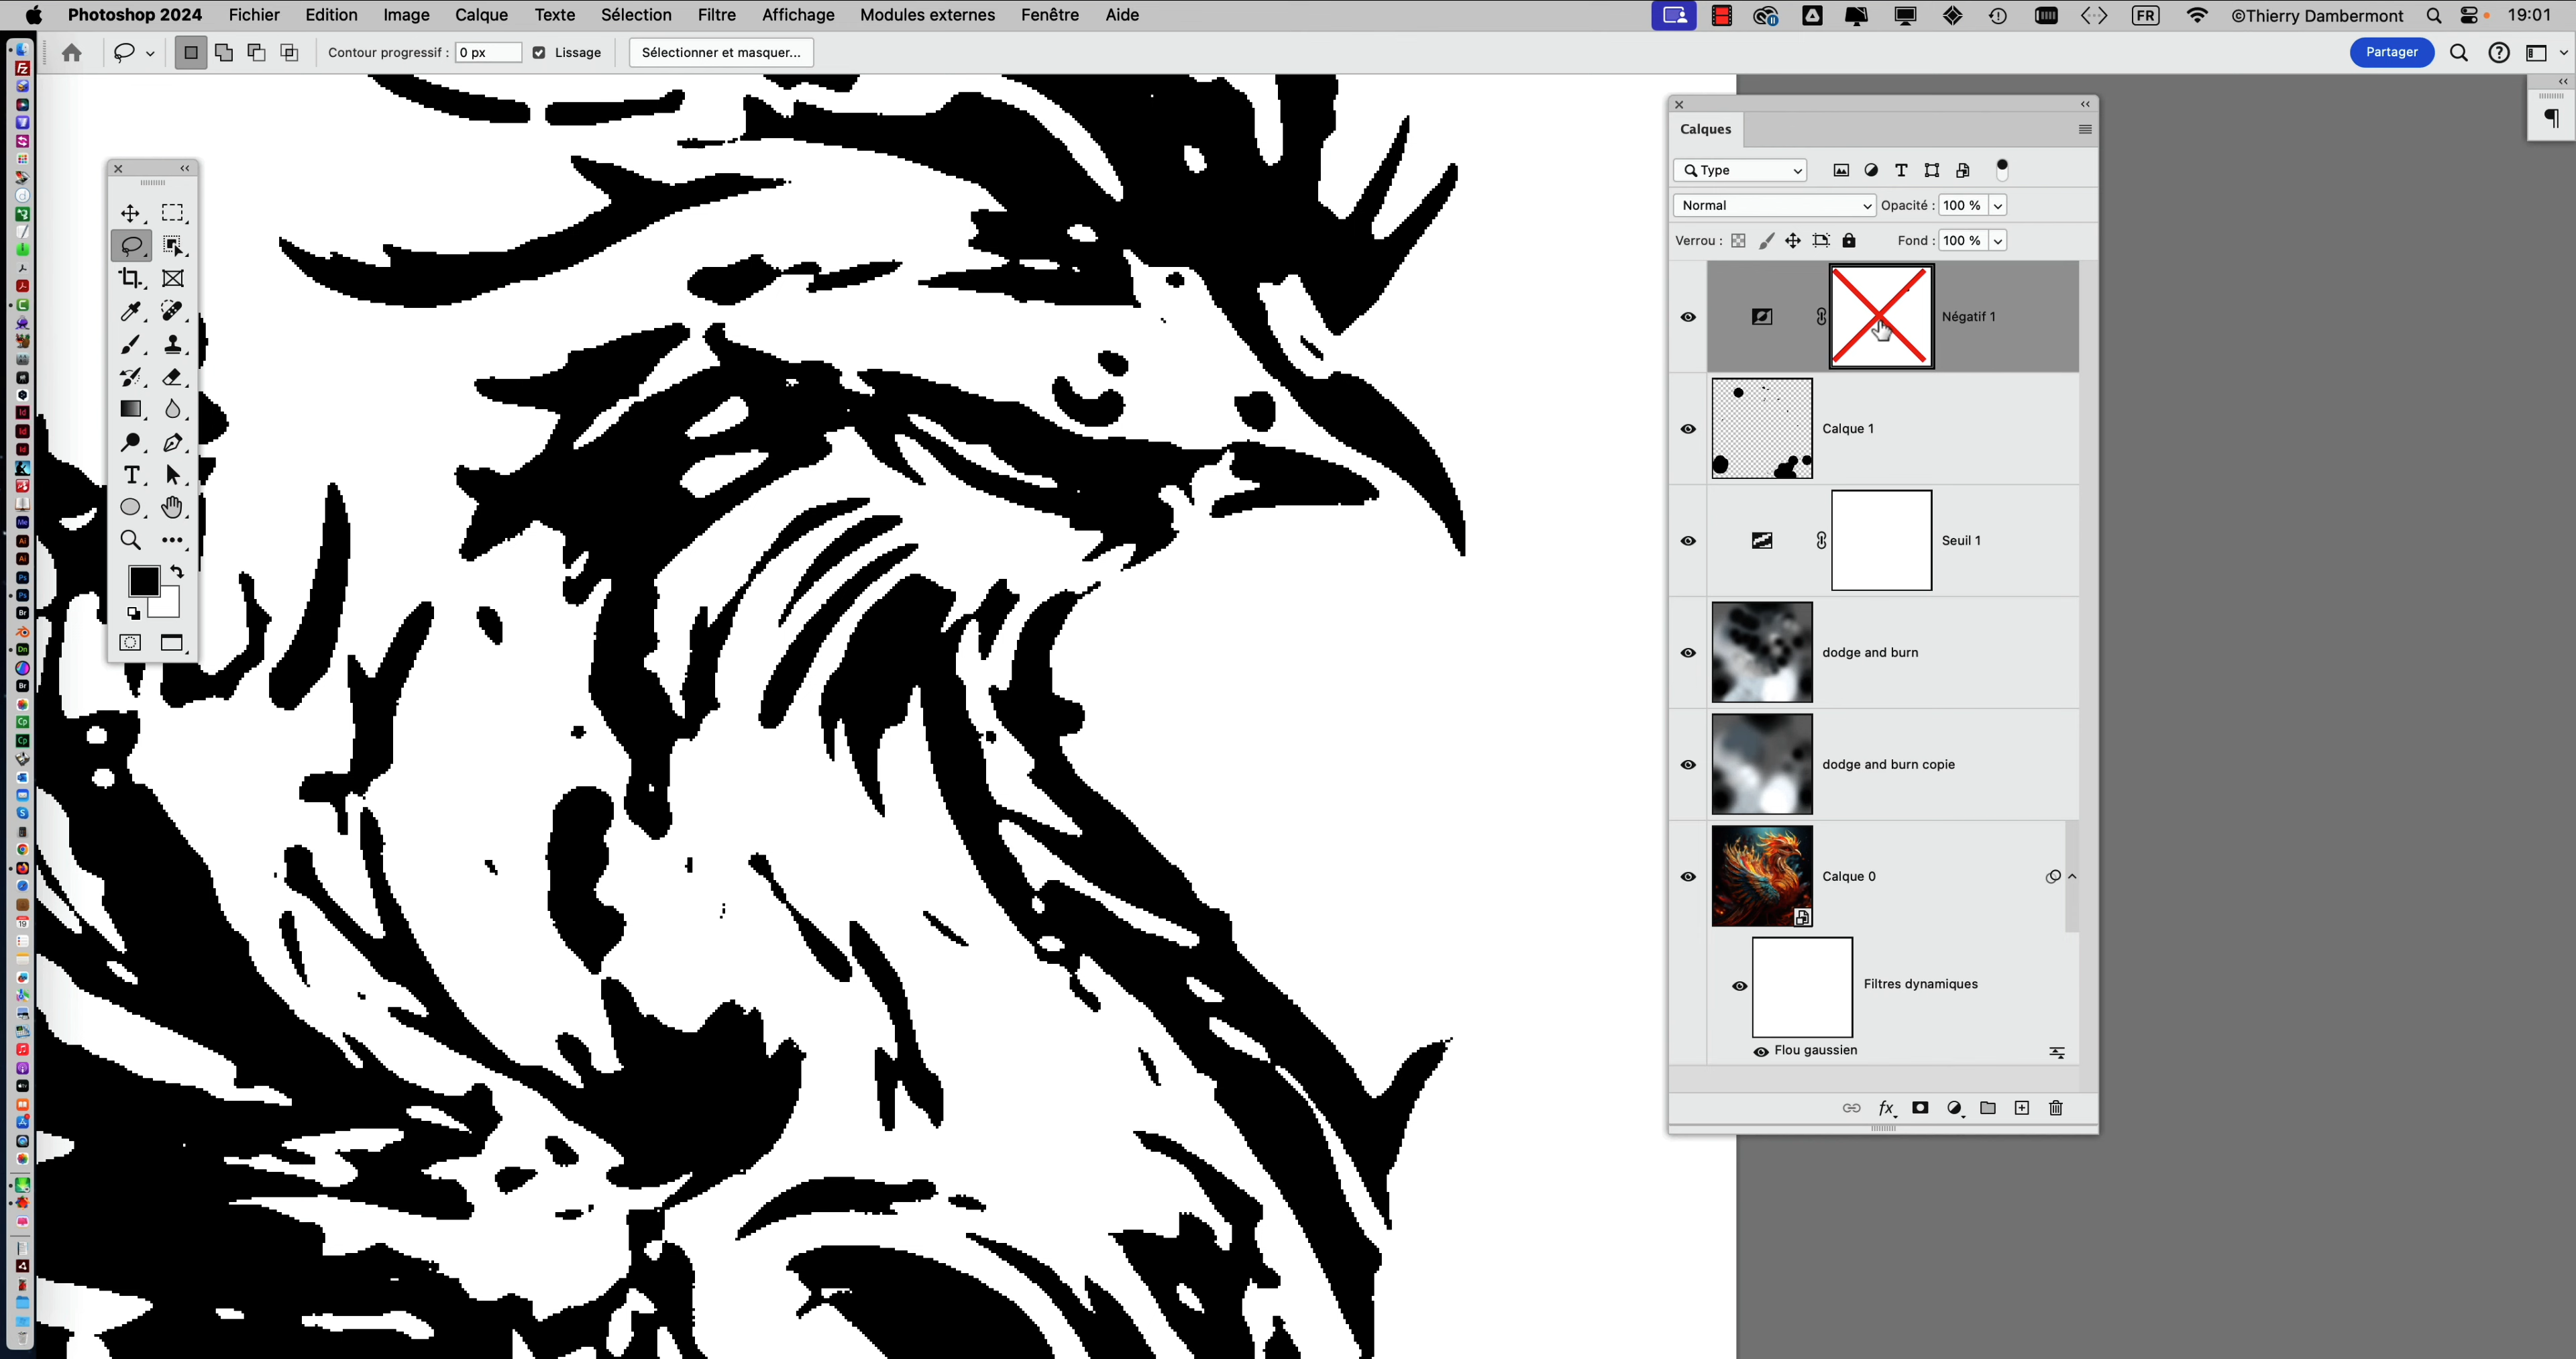 Photoshop 2024 Fichier Edition Image Calque Texte Sélection Filtre Affichage Modules externes Fenêtre Aide FR ©Thierry Dambermont 19:01
Contour progressif : 0 px Lissage Sélectionner et masquer... Partager
Calques
Type
Normal Opacité : 100 %
Verrou : Fond : 100 %
Négatif 1
Calque 1
Seuil 1
dodge and burn
dodge and burn copie
Calque 0
Filtres dynamiques
Flou gaussien
fx